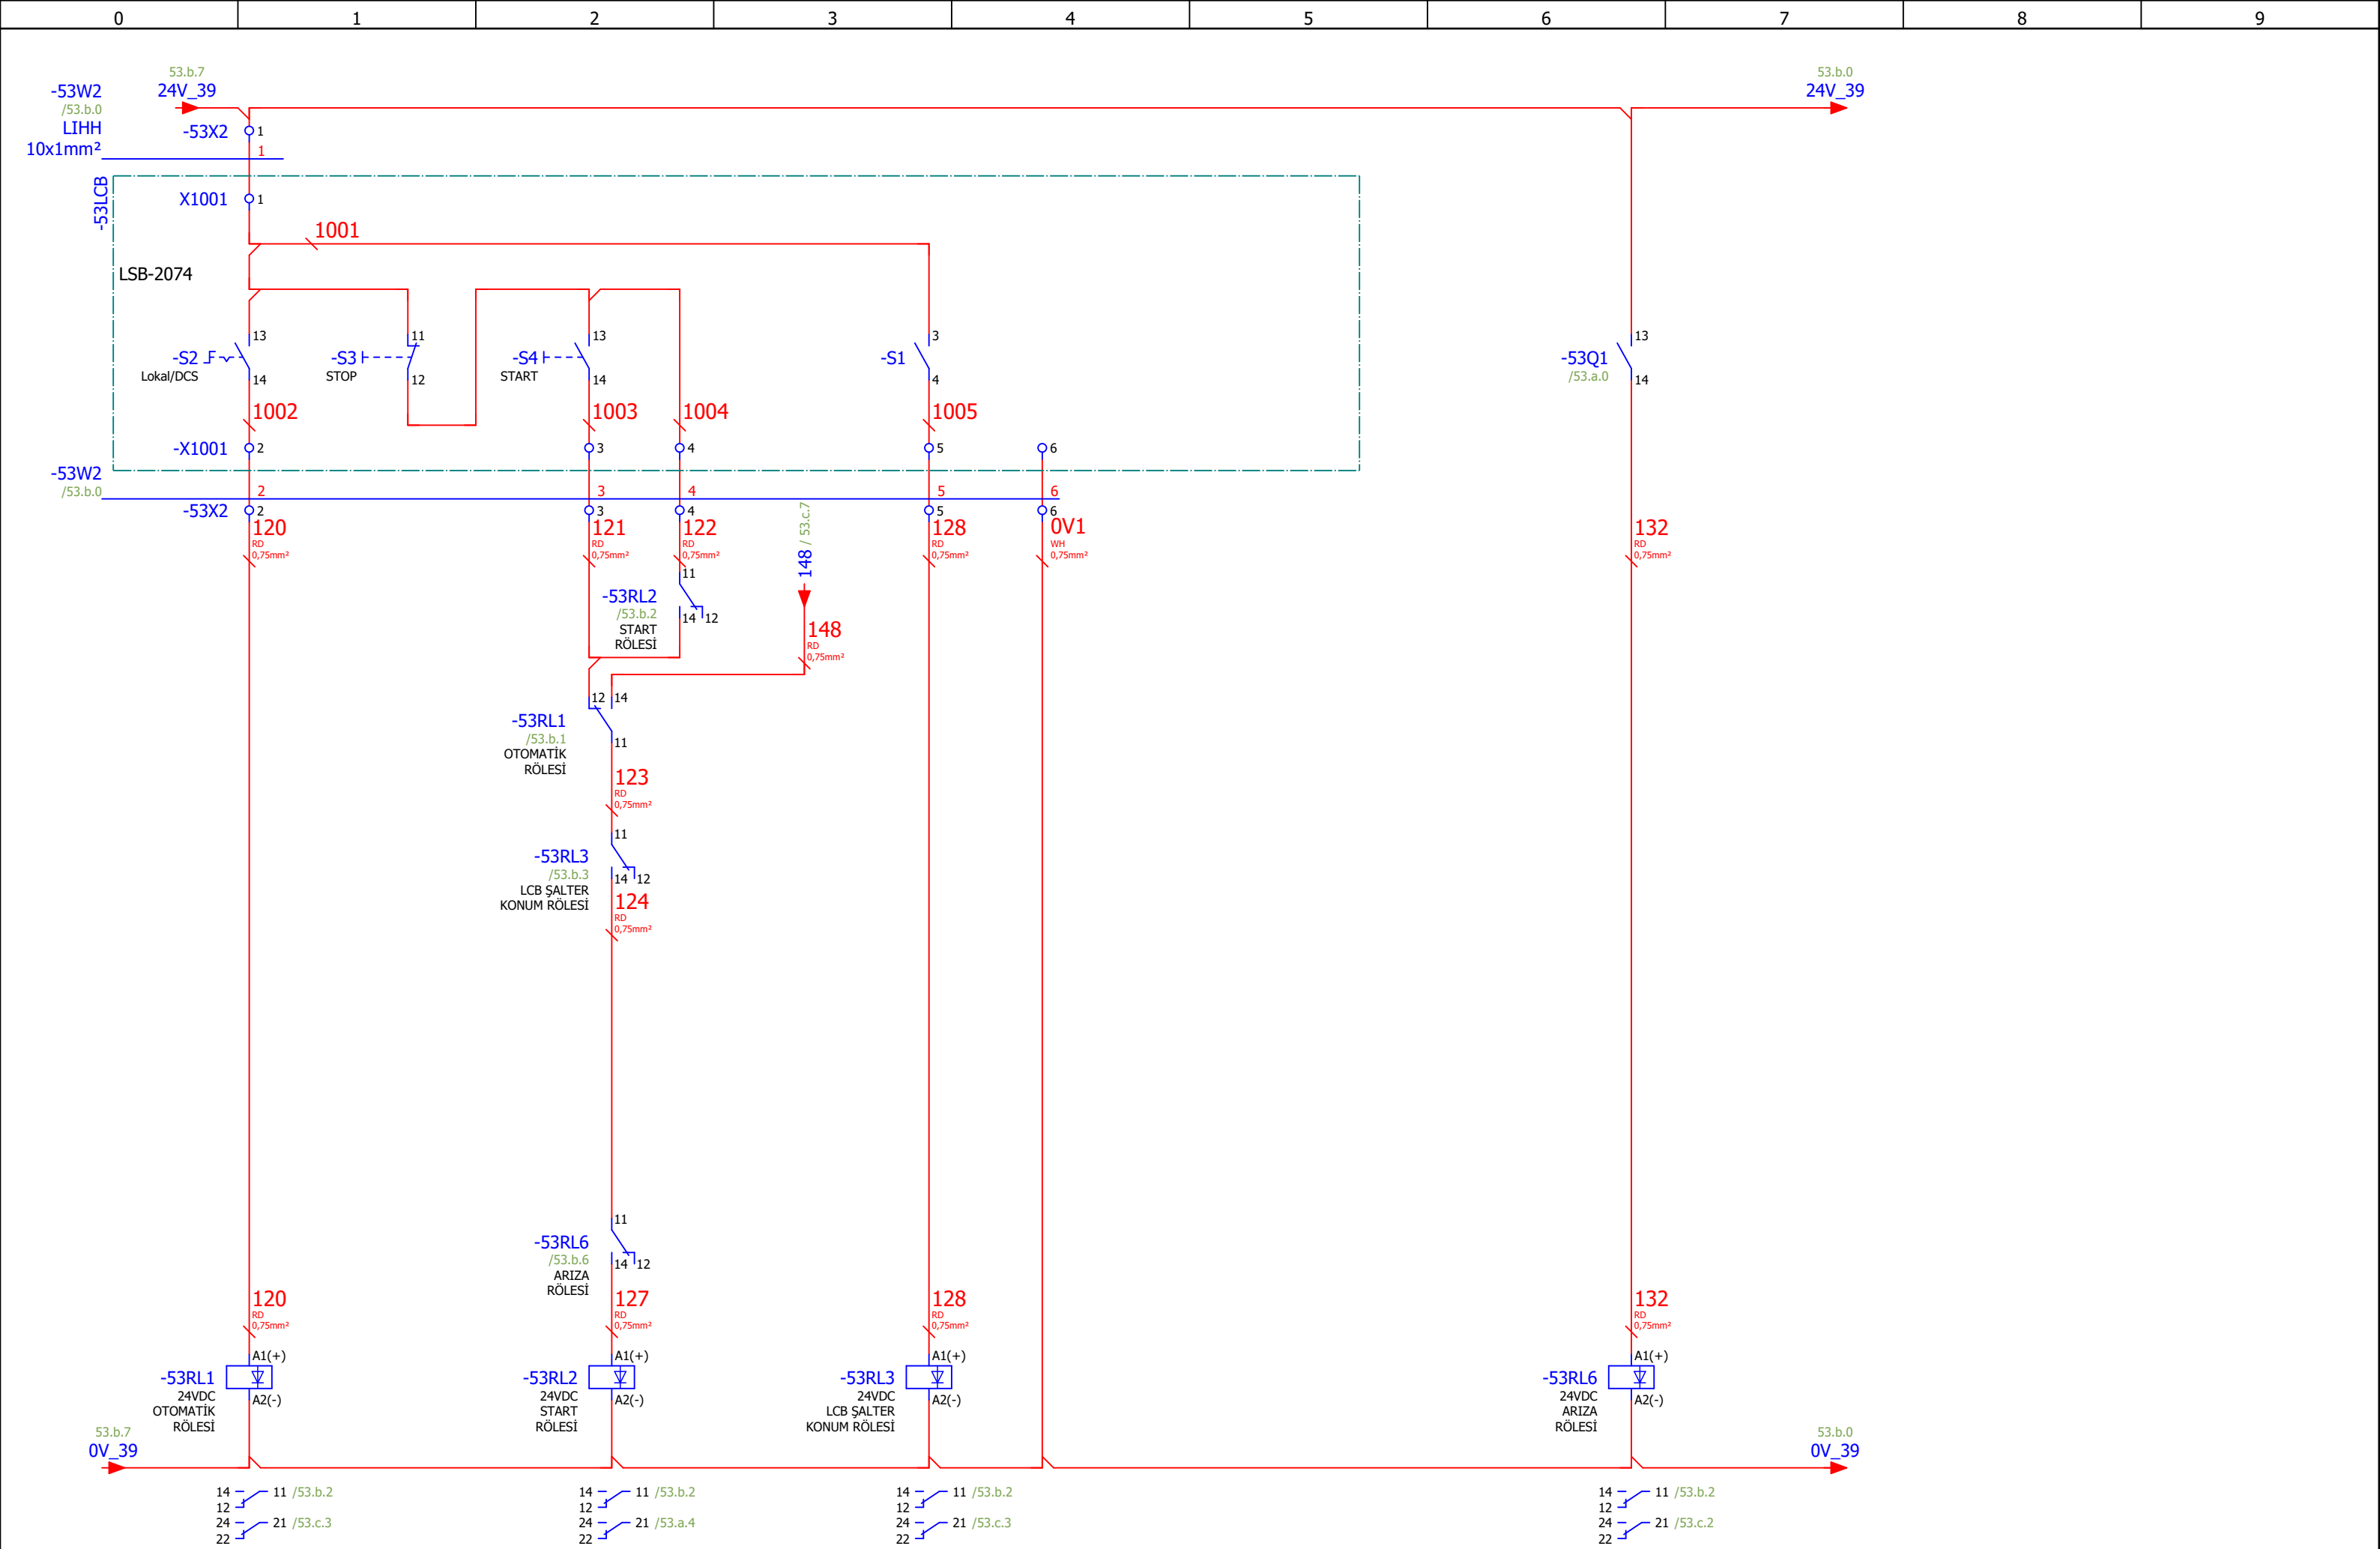 0 1 2 3 4 5 6 7 8 9
53.b.7
24V_39
53.b.0
24V_39
-53W2
/53.b.0
LIHH
10x1mm²
-53X2 1
1
-53LCB
X1001 1
1001
LSB-2074
-S2
Lokal/DCS
13
14
-S3
STOP
11
12
-S4
START
13
14
-S1
3
4
-53Q1
/53.a.0
13
14
1002
1003
1004
1005
-X1001 2 3 4 5 6
-53W2
/53.b.0
2 3 4 5 6
-53X2 2 3 4 5 6
120
RD
0,75mm²
121
RD
0,75mm²
122
RD
0,75mm²
148 / 53.c.7
128
RD
0,75mm²
0V1
WH
0,75mm²
132
RD
0,75mm²
-53RL2
/53.b.2
START
RÖLESİ
11
14 12
148
RD
0,75mm²
-53RL1
/53.b.1
OTOMATİK
RÖLESİ
12 14
11
123
RD
0,75mm²
-53RL3
/53.b.3
LCB ŞALTER
KONUM RÖLESİ
11
14 12
124
RD
0,75mm²
-53RL6
/53.b.6
ARIZA
RÖLESİ
11
14 12
120
RD
0,75mm²
127
RD
0,75mm²
128
RD
0,75mm²
132
RD
0,75mm²
-53RL1
24VDC
OTOMATİK
RÖLESİ
A1(+)
A2(-)
-53RL2
24VDC
START
RÖLESİ
A1(+)
A2(-)
-53RL3
24VDC
LCB ŞALTER
KONUM RÖLESİ
A1(+)
A2(-)
-53RL6
24VDC
ARIZA
RÖLESİ
A1(+)
A2(-)
53.b.7
0V_39
53.b.0
0V_39
14 11 /53.b.2
12
24 21 /53.c.3
22
14 11 /53.b.2
12
24 21 /53.a.4
22
14 11 /53.b.2
12
24 21 /53.c.3
22
14 11 /53.b.2
12
24 21 /53.c.2
22